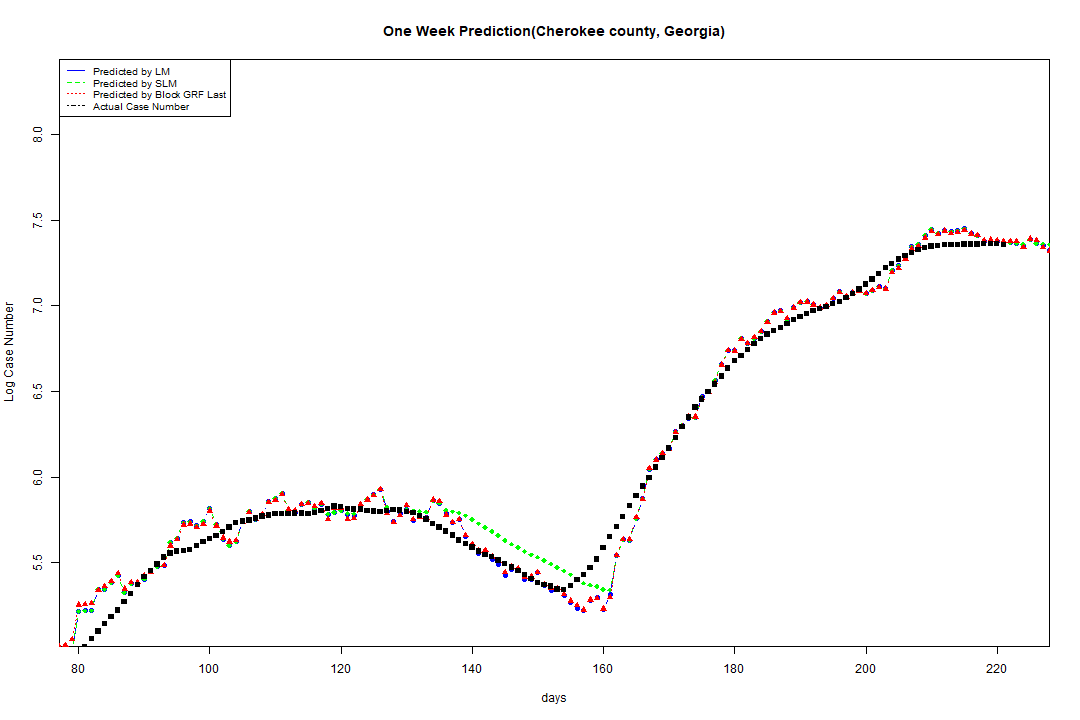 One Week Prediction(Cherokee county, Georgia)
Predicted by LM
Predicted by SLM
Predicted by Block GRF Last
Actual Case Number
8.0
7.5
7.0
6.5
6.0
5.5
Log Case Number
80 100 120 140 160 180 200 220
days